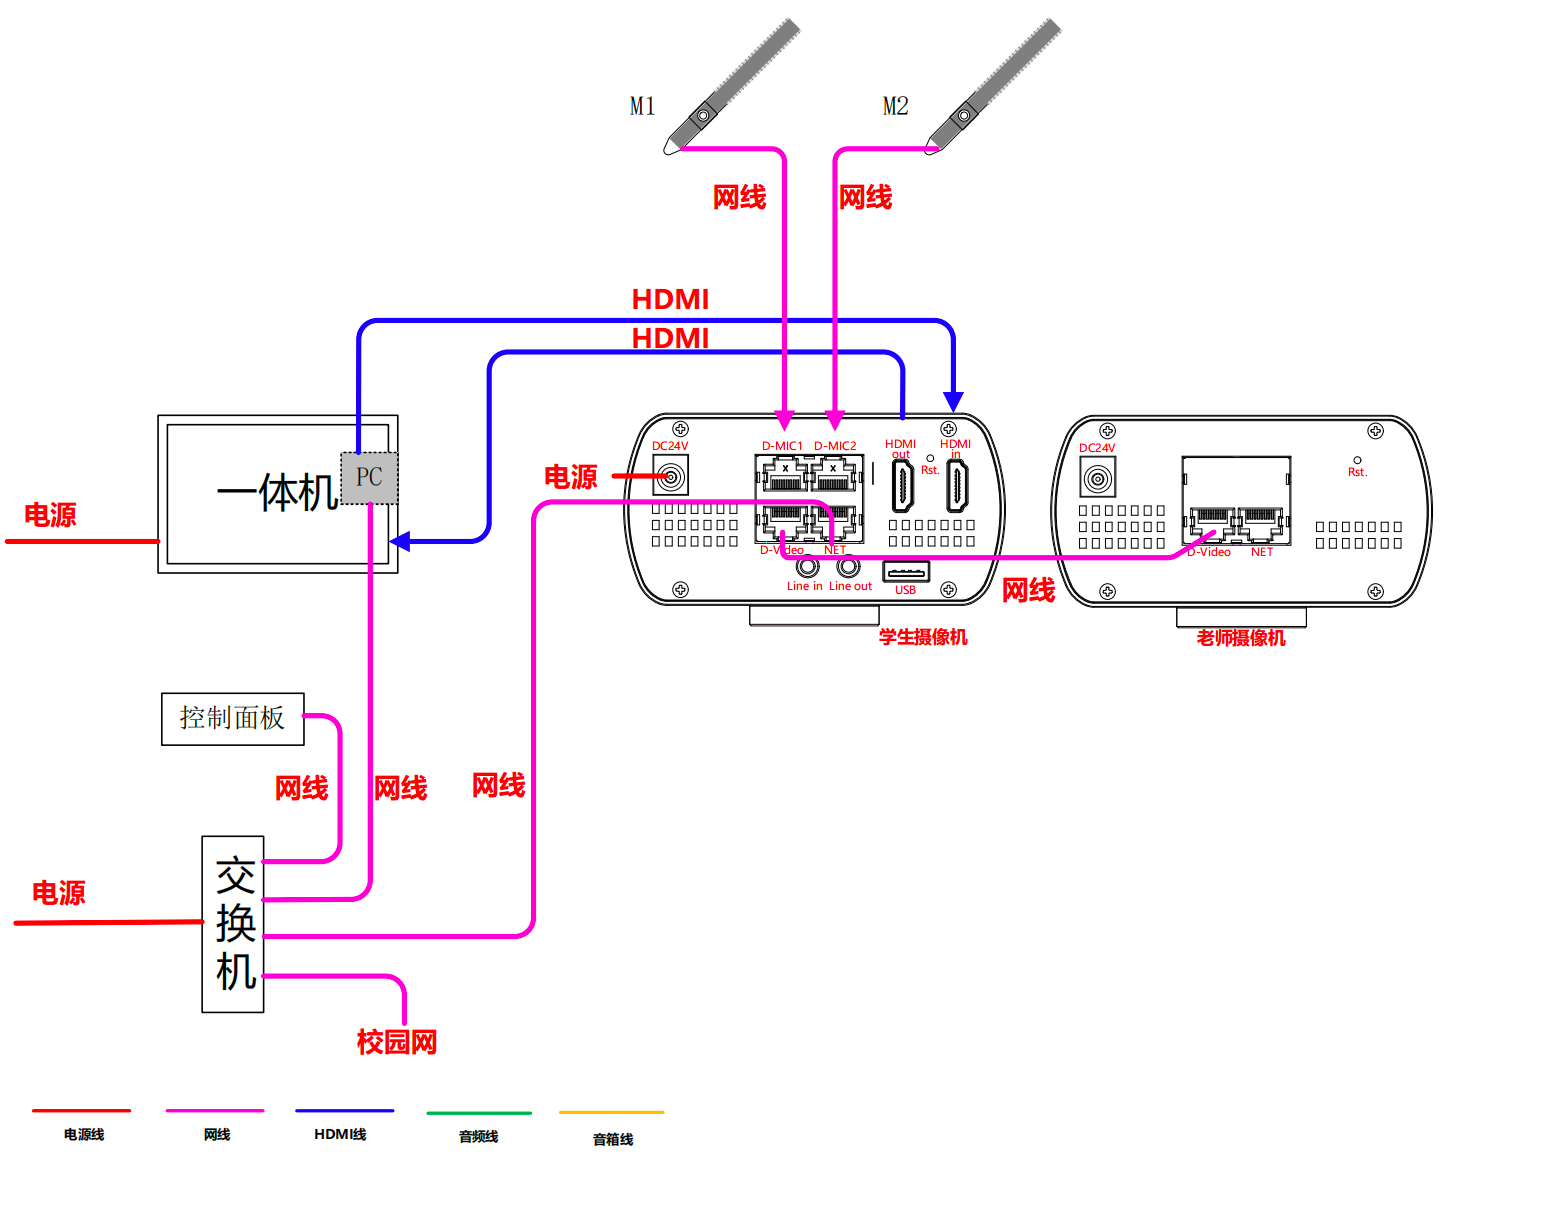 M1
M2
网线
网线
HDMI
HDMI
一体机
PC
电源
电源
DC24V
D-MIC1
D-MIC2
HDMI
out
Rst.
HDMI
in
D-Video
NET
Line in
Line out
USB
学生摄像机
网线
DC24V
Rst.
D-Video
NET
老师摄像机
控制面板
网线
网线
网线
电源
交
换
机
校园网
电源线
网线
HDMI线
音频线
音箱线